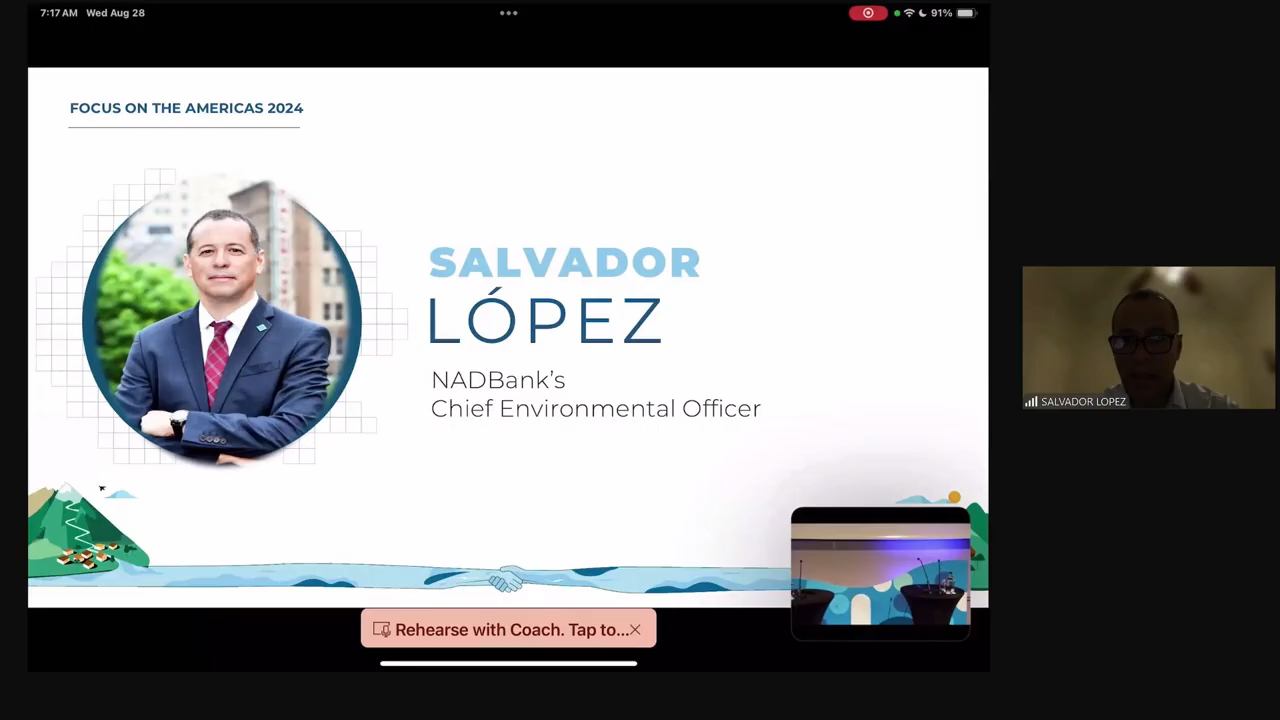 7:17 AM Wed Aug 28
91%
FOCUS ON THE AMERICAS 2024
SALVADOR
LÓPEZ
NADBank's
Chief Environmental Officer
SALVADOR LOPEZ
Rehearse with Coach. Tap to...